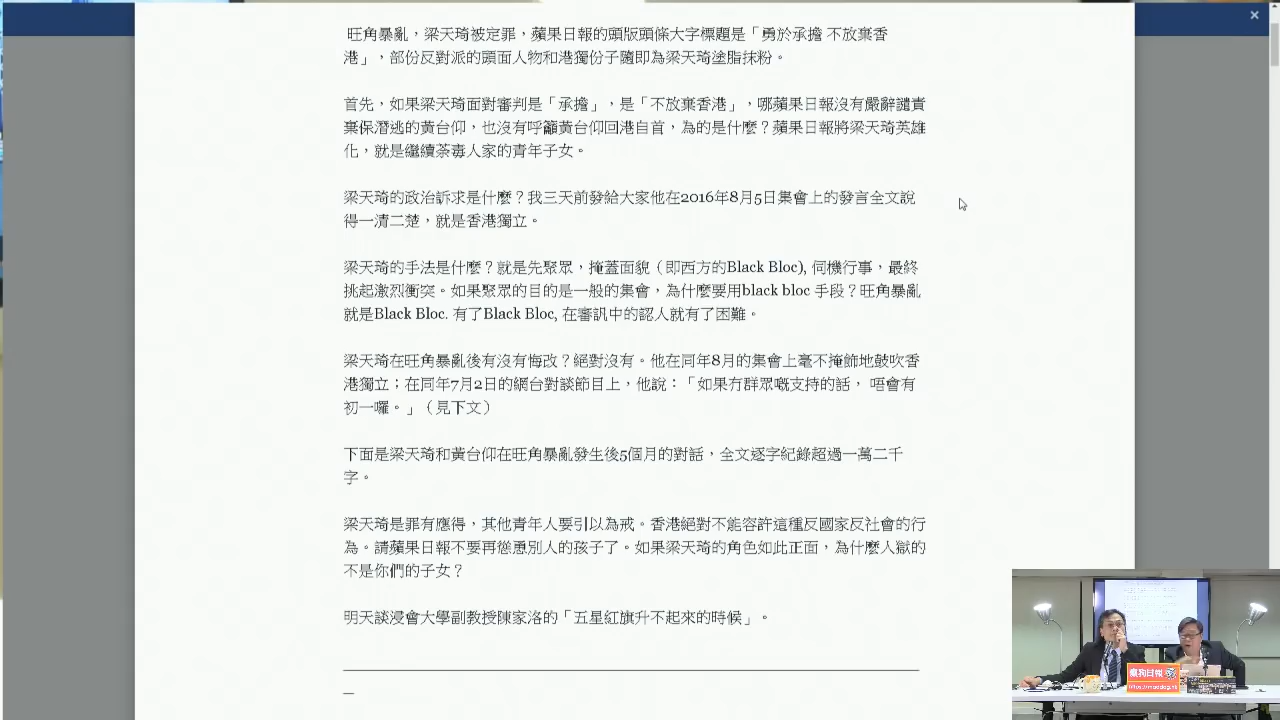 旺角暴亂，梁天琦被定罪，蘋果日報的頭版頭條大字標題是「勇於承擔 不放棄香
港」，部份反對派的頭面人物和港獨份子隨即為梁天琦塗脂抹粉。
首先，如果梁天琦面對審判是「承擔」，是「不放棄香港」，哪蘋果日報沒有嚴辭譴責
棄保潛逃的黃台仰，也沒有呼籲黃台仰回港自首，為的是什麼？蘋果日報將梁天琦英雄
化，就是繼續荼毒人家的青年子女。
梁天琦的政治訴求是什麼？我三天前發給大家他在2016年8月5日集會上的發言全文說
得一清二楚，就是香港獨立。
梁天琦的手法是什麼？就是先聚眾，掩蓋面貌（即西方的Black Bloc), 伺機行事，最終
挑起激烈衝突。如果聚眾的目的是一般的集會，為什麼要用black bloc 手段？旺角暴亂
就是Black Bloc. 有了Black Bloc, 在審訊中的認人就有了困難。
梁天琦在旺角暴亂後有沒有悔改？絕對沒有。他在同年8月的集會上毫不掩飾地鼓吹香
港獨立；在同年7月2日的網台對談節目上，他說：「如果冇群眾嘅支持的話， 唔會有
初一囉。」（見下文）
下面是梁天琦和黃台仰在旺角暴亂發生後5個月的對話，全文逐字紀錄超過一萬二千
字。
梁天琦是罪有應得，其他青年人要引以為戒。香港絕對不能容許這種反國家反社會的行
為。請蘋果日報不要再慫恿別人的孩子了。如果梁天琦的角色如此正面，為什麼入獄的
不是你們的子女？
明天談浸會大學副教授陳家洛的「五星紅旗升不起來的時候」。
瘋狗日報
https://maddog.hk